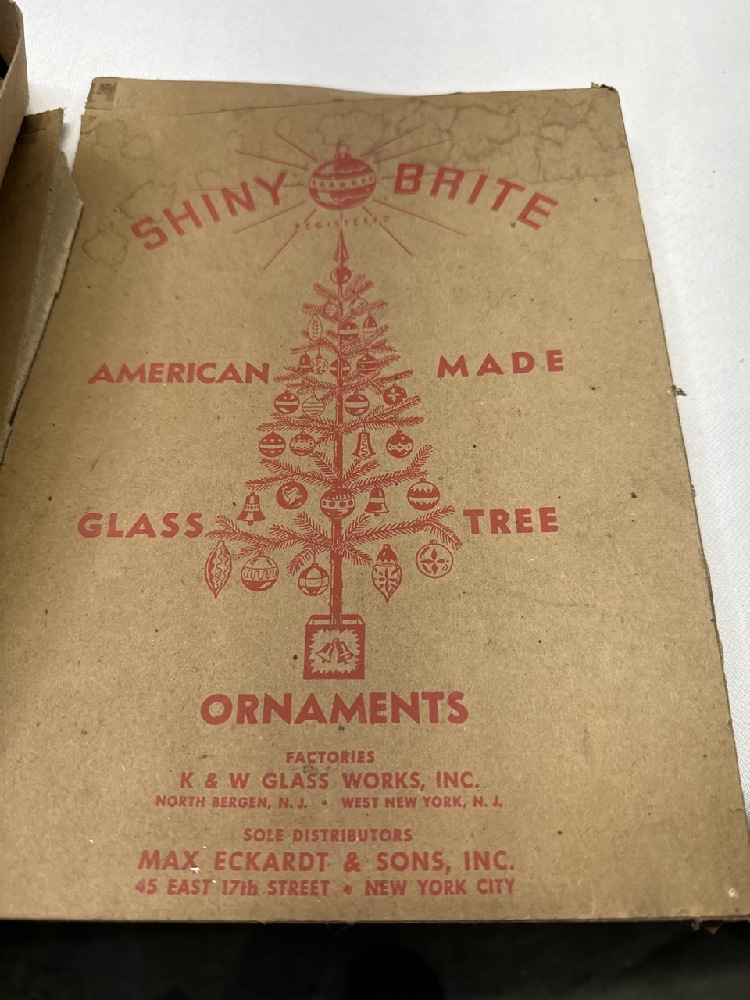 SHINY BRITE
REGISTERED
AMERICAN MADE
GLASS TREE
ORNAMENTS
FACTORIES
K & W GLASS WORKS, INC.
NORTH BERGEN, N. J. • WEST NEW YORK, N. J.
SOLE DISTRIBUTORS
MAX ECKARDT & SONS, INC.
45 EAST 17th STREET • NEW YORK CITY